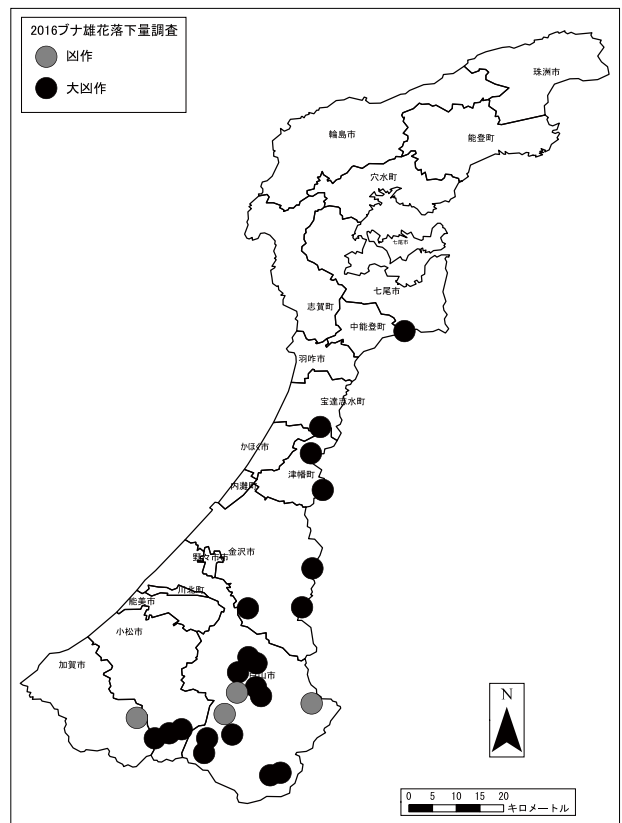 2016ブナ雄花落下量調査
凶作
大凶作
珠洲市
輪島市
能登町
穴水町
七尾市
七尾市
志賀町
中能登町
羽咋市
宝達志水町
かほく市
津幡町
内灘町
金沢市
野々市市
川北町
能美市
小松市
加賀市
山市
N
0 5 10 15 20
キロメートル